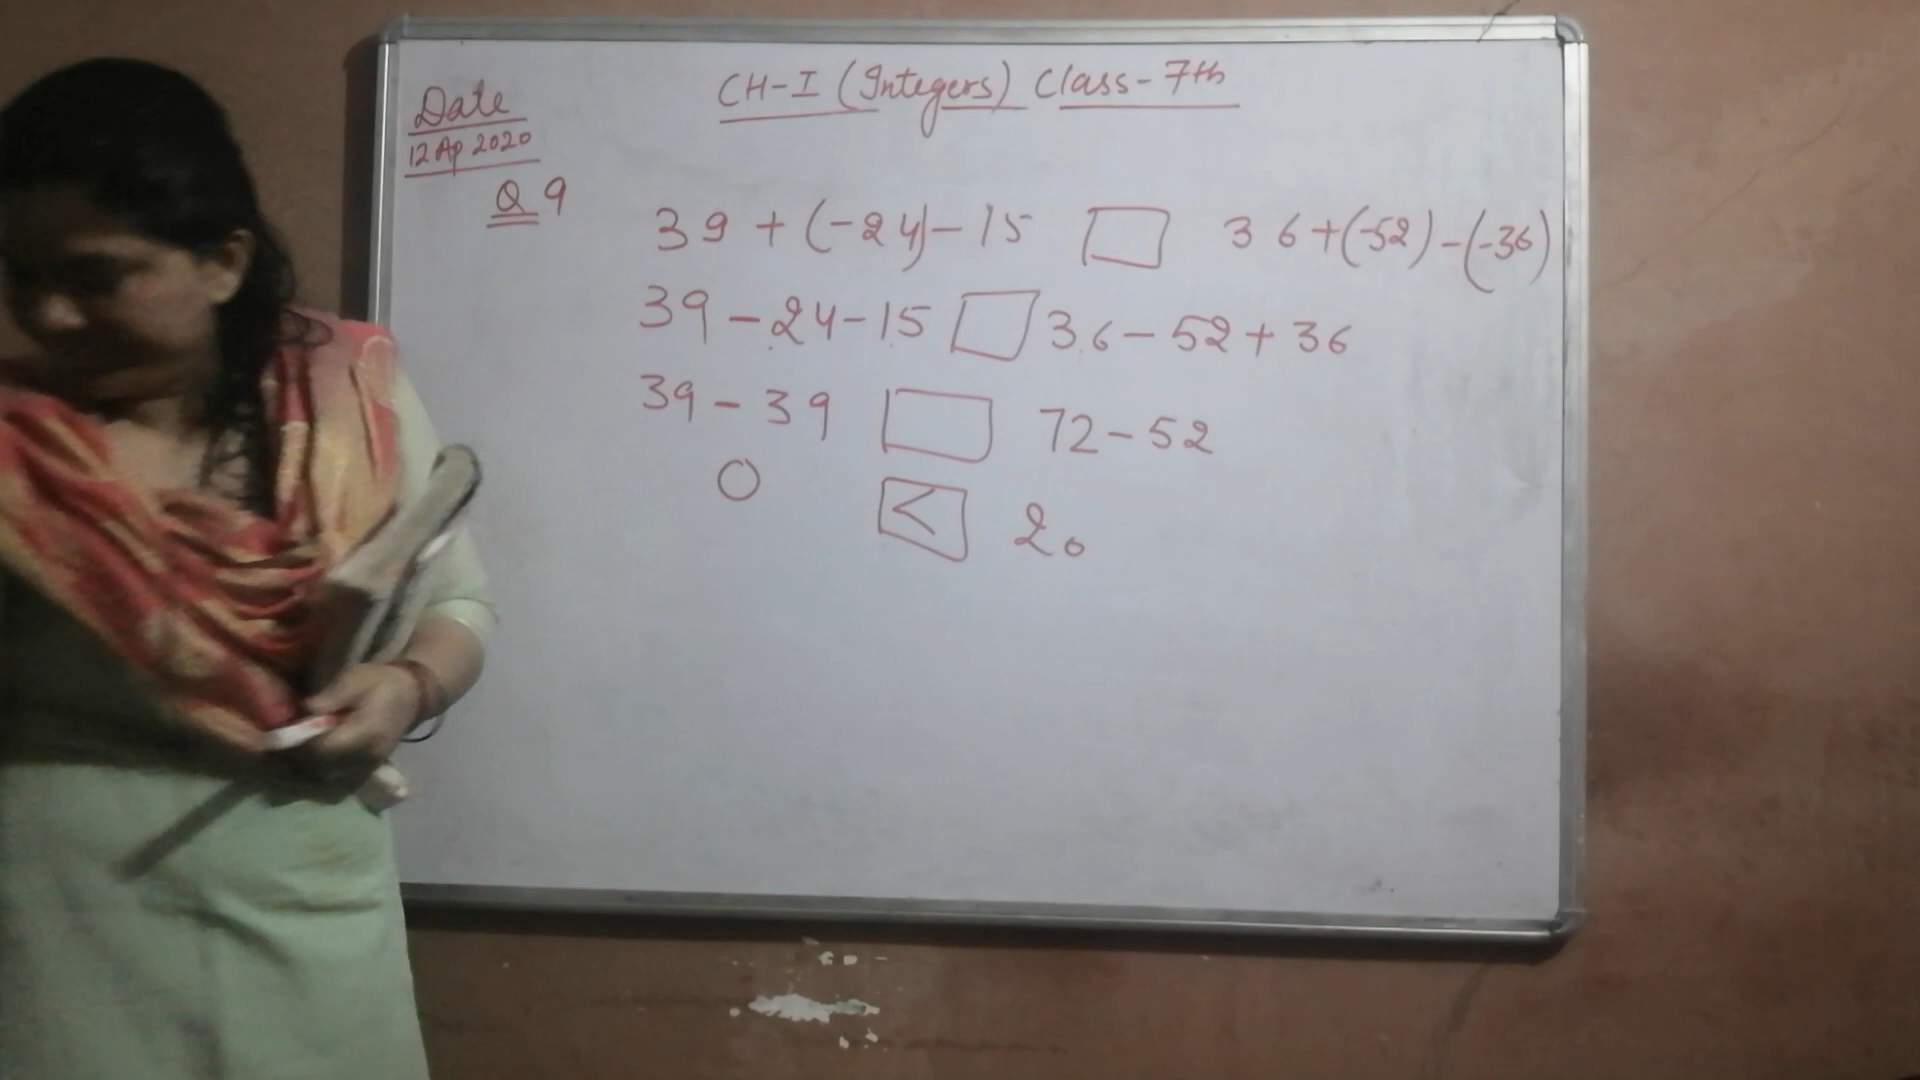 CH-I (Integers) Class-7th
Date
12 Ap 2020
Q 9
39 + (-24) - 15 □ 36 + (-52) - (-36)
39 - 24 - 15 □ 36 - 52 + 36
39 - 39 □ 72 - 52
0 < 20